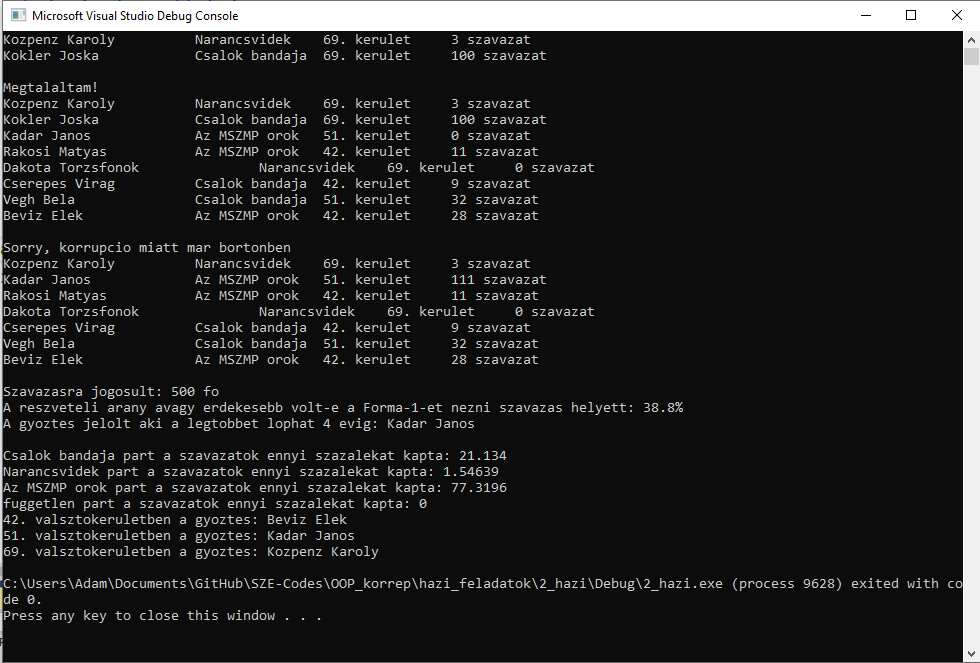 Microsoft Visual Studio Debug Console
Kozpenz Karoly Narancsvidek 69. kerulet 3 szavazat
Kokler Joska Csalok bandaja 69. kerulet 100 szavazat
Megtalaltam!
Kozpenz Karoly Narancsvidek 69. kerulet 3 szavazat
Kokler Joska Csalok bandaja 69. kerulet 100 szavazat
Kadar Janos Az MSZMP orok 51. kerulet 0 szavazat
Rakosi Matyas Az MSZMP orok 42. kerulet 11 szavazat
Dakota Torzsfonok Narancsvidek 69. kerulet 0 szavazat
Cserepes Virag Csalok bandaja 42. kerulet 9 szavazat
Vegh Bela Csalok bandaja 51. kerulet 32 szavazat
Beviz Elek Az MSZMP orok 42. kerulet 28 szavazat
Sorry, korrupcio miatt mar bortonben
Kozpenz Karoly Narancsvidek 69. kerulet 3 szavazat
Kadar Janos Az MSZMP orok 51. kerulet 111 szavazat
Rakosi Matyas Az MSZMP orok 42. kerulet 11 szavazat
Dakota Torzsfonok Narancsvidek 69. kerulet 0 szavazat
Cserepes Virag Csalok bandaja 42. kerulet 9 szavazat
Vegh Bela Csalok bandaja 51. kerulet 32 szavazat
Beviz Elek Az MSZMP orok 42. kerulet 28 szavazat
Szavazasra jogosult: 500 fo
A reszveteli arany avagy erdekesebb volt-e a Forma-1-et nezni szavazas helyett: 38.8%
A gyoztes jelolt aki a legtobbet lophat 4 evig: Kadar Janos
Csalok bandaja part a szavazatok ennyi szazalekat kapta: 21.134
Narancsvidek part a szavazatok ennyi szazalekat kapta: 1.54639
Az MSZMP orok part a szavazatok ennyi szazalekat kapta: 77.3196
fuggetlen part a szavazatok ennyi szazalekat kapta: 0
42. valsztokeruletben a gyoztes: Beviz Elek
51. valsztokeruletben a gyoztes: Kadar Janos
69. valsztokeruletben a gyoztes: Kozpenz Karoly
C:\Users\Adam\Documents\GitHub\SZE-Codes\OOP_korrep\hazi_feladatok\2_hazi\Debug\2_hazi.exe (process 9628) exited with co
de 0.
Press any key to close this window . . .